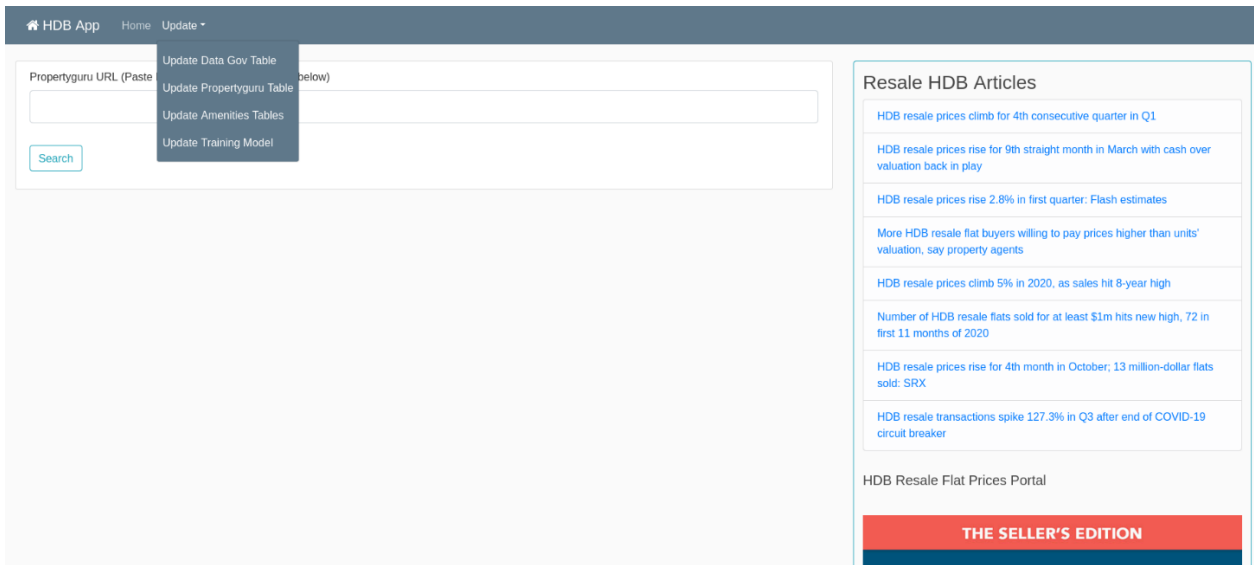 HDB App Home Update
Update Data Gov Table
Update Propertyguru Table
Update Amenities Tables
Update Training Model
Propertyguru URL (Paste below)
Search
Resale HDB Articles
HDB resale prices climb for 4th consecutive quarter in Q1
HDB resale prices rise for 9th straight month in March with cash over
valuation back in play
HDB resale prices rise 2.8% in first quarter: Flash estimates
More HDB resale flat buyers willing to pay prices higher than units'
valuation, say property agents
HDB resale prices climb 5% in 2020, as sales hit 8-year high
Number of HDB resale flats sold for at least $1m hits new high, 72 in
first 11 months of 2020
HDB resale prices rise for 4th month in October; 13 million-dollar flats
sold: SRX
HDB resale transactions spike 127.3% in Q3 after end of COVID-19
circuit breaker
HDB Resale Flat Prices Portal
THE SELLER'S EDITION